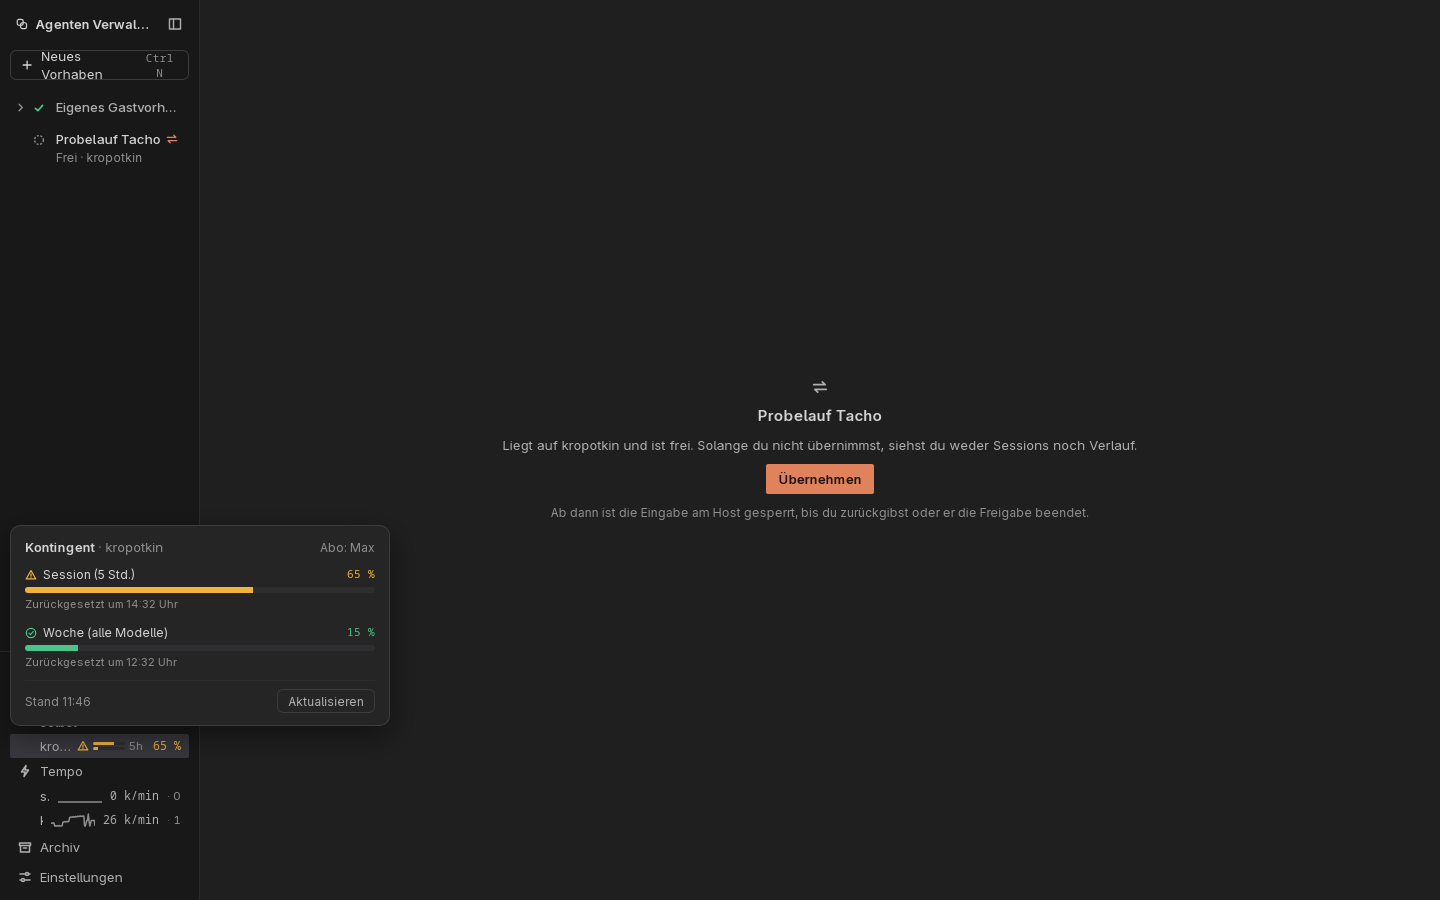 Agenten Verwal…
Neues Vorhaben
Ctrl N
Eigenes Gastvorh…
Probelauf Tacho
Frei · kropotkin
Probelauf Tacho
Liegt auf kropotkin und ist frei. Solange du nicht übernimmst, siehst du weder Sessions noch Verlauf.
Übernehmen
Ab dann ist die Eingabe am Host gesperrt, bis du zurückgibst oder er die Freigabe beendet.
Kontingent · kropotkin
Abo: Max
Session (5 Std.)
65 %
Zurückgesetzt um 14:32 Uhr
Woche (alle Modelle)
15 %
Zurückgesetzt um 12:32 Uhr
Stand 11:46
Aktualisieren
kro… 5h 65 %
Tempo
s. 0 k/min · 0
26 k/min · 1
Archiv
Einstellungen